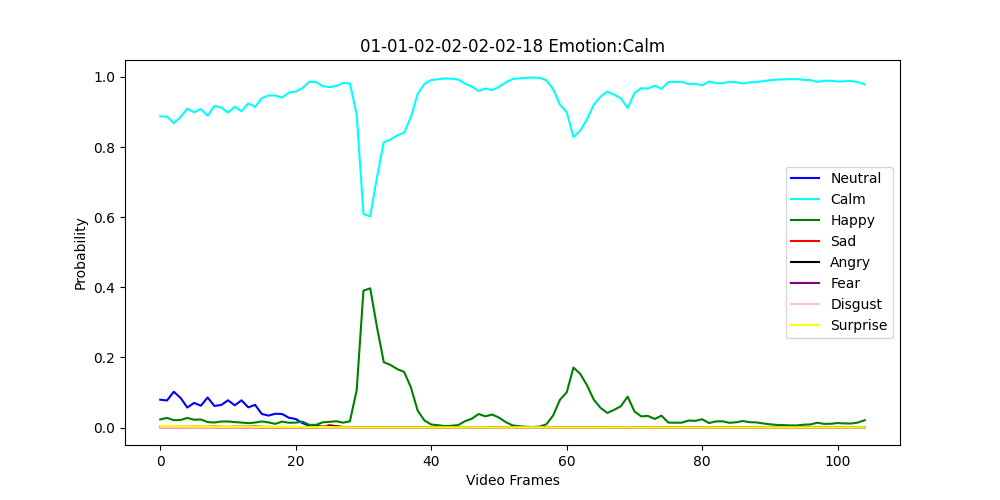 01-01-02-02-02-02-18 Emotion:Calm
1.0
0.8
0.6
0.4
0.2
0.0
Probability
0 20 40 60 80 100
Video Frames
Neutral
Calm
Happy
Sad
Angry
Fear
Disgust
Surprise